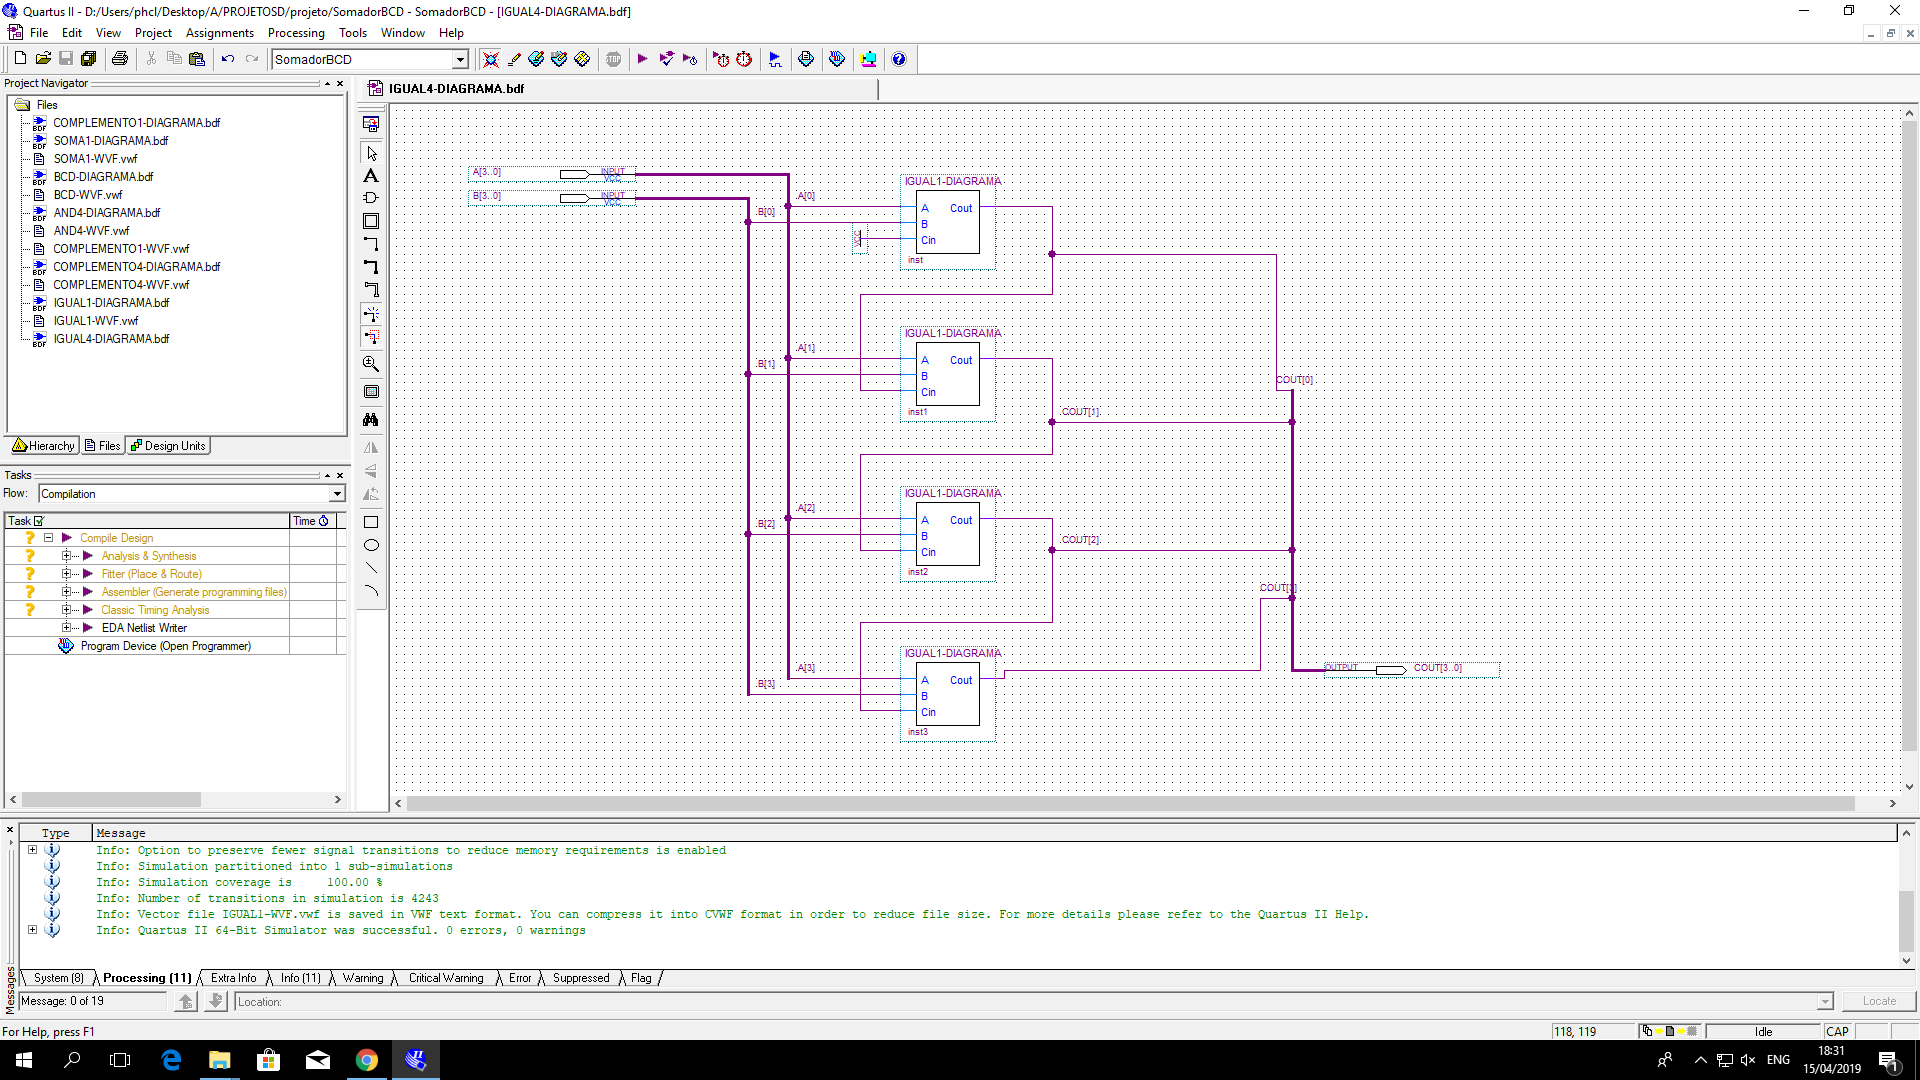 Quartus II - D:/Users/phcl/Desktop/A/PROJETOSD/projeto/SomadorBCD - SomadorBCD - [IGUAL4-DIAGRAMA.bdf]
File Edit View Project Assignments Processing Tools Window Help
SomadorBCD
Project Navigator
Files
COMPLEMENTO1-DIAGRAMA.bdf
SOMA1-DIAGRAMA.bdf
SOMA1-WVF.vwf
BCD-DIAGRAMA.bdf
BCD-WVF.vwf
AND4-DIAGRAMA.bdf
AND4-WVF.vwf
COMPLEMENTO1-WVF.vwf
COMPLEMENTO4-DIAGRAMA.bdf
COMPLEMENTO4-WVF.vwf
IGUAL1-DIAGRAMA.bdf
IGUAL1-WVF.vwf
IGUAL4-DIAGRAMA.bdf
Hierarchy Files Design Units
Tasks
Flow: Compilation
Task Time
Compile Design
Analysis & Synthesis
Fitter (Place & Route)
Assembler (Generate programming files)
Classic Timing Analysis
EDA Netlist Writer
Program Device (Open Programmer)
IGUAL4-DIAGRAMA.bdf
A[3..0] INPUT VCC
B[3..0] INPUT VCC
IGUAL1-DIAGRAMA
A[0]
B[0]
VCC
A Cout
B
Cin
inst
IGUAL1-DIAGRAMA
A[1]
B[1]
A Cout
B
Cin
inst1
COUT[0]
COUT[1]
IGUAL1-DIAGRAMA
A[2]
B[2]
A Cout
B
Cin
inst2
COUT[2]
IGUAL1-DIAGRAMA
A[3]
B[3]
A Cout
B
Cin
inst3
COUT[3]
OUTPUT COUT[3..0]
Type Message
Info: Option to preserve fewer signal transitions to reduce memory requirements is enabled
Info: Simulation partitioned into 1 sub-simulations
Info: Simulation coverage is 100.00 %
Info: Number of transitions in simulation is 4243
Info: Vector file IGUAL1-WVF.vwf is saved in VWF text format. You can compress it into CVWF format in order to reduce file size. For more details please refer to the Quartus II Help.
Info: Quartus II 64-Bit Simulator was successful. 0 errors, 0 warnings
System (8) Processing (11) Extra Info Info (11) Warning Critical Warning Error Suppressed Flag
Messages
Message: 0 of 19 Location: Locate
For Help, press F1 118, 119 Idle CAP
ENG 18:31
15/04/2019
1